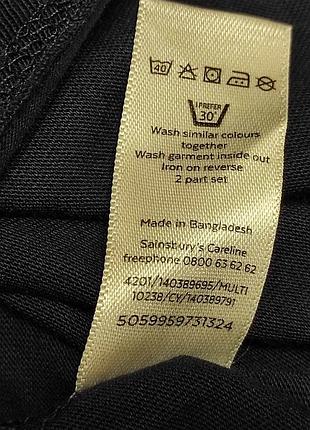 40
I PREFER
30°
Wash similar colours
together
Wash garment inside out
Iron on reverse
2 part set
Made in Bangladesh
Sainsbury's Careline
freephone 0800 63 62 62
4201/140389695/MULTI
10238/CY/140389791
5059959731324